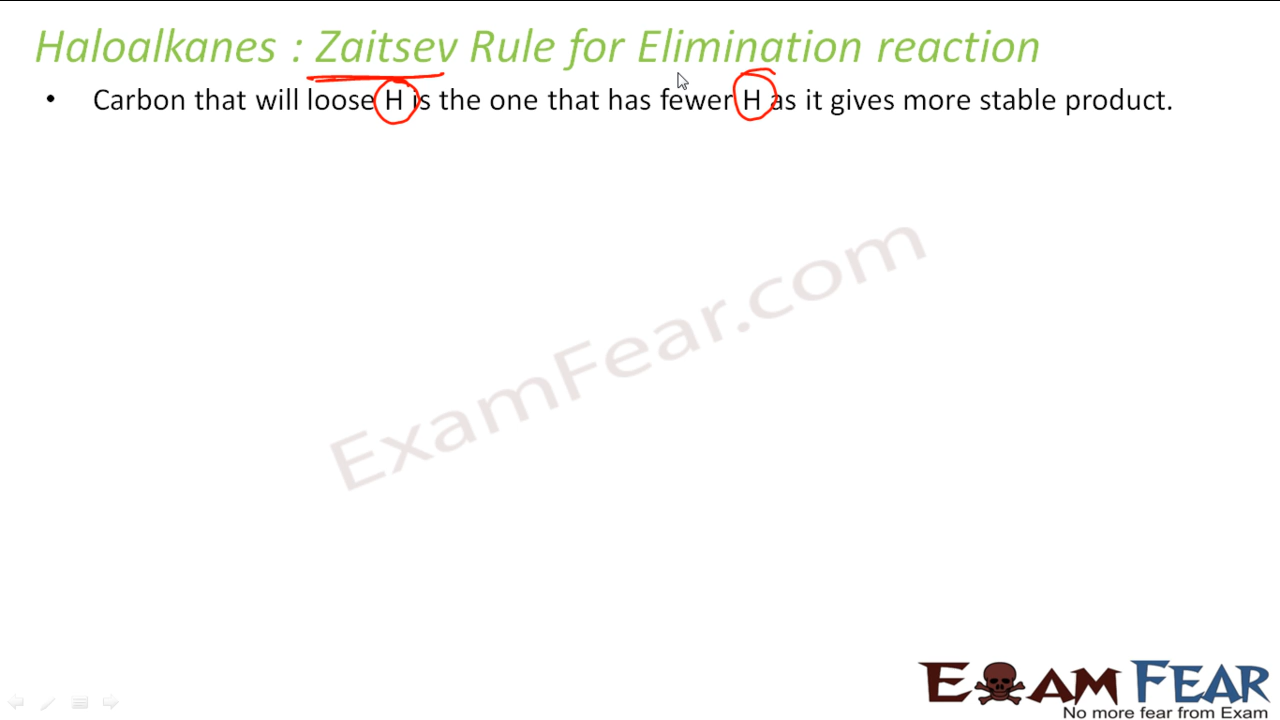 Haloalkanes : Zaitsev Rule for Elimination reaction
• Carbon that will loose H is the one that has fewer H as it gives more stable product.
ExamFear.com
EXAM FEAR
No more fear from Exam